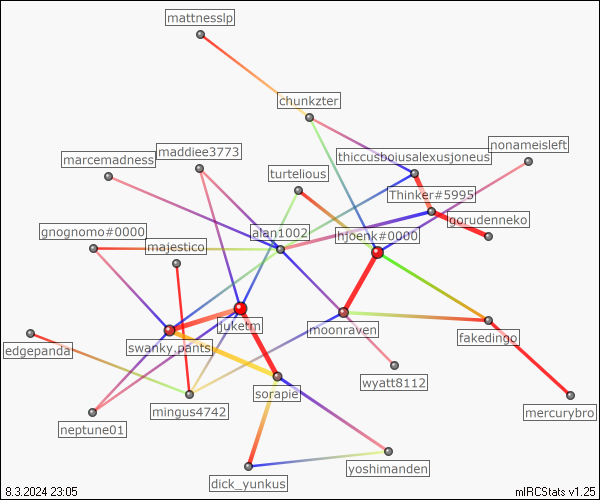 mattnesslp
chunkzter
maddiee3773
nonameisleft
marcemadness
thiccusboiusalexusjoneus
turtelious
Thinker#5995
gorudenneko
gnognomo#0000
alan1002
hjoenk#0000
majestico
juketm
moonraven
fakedingo
swanky.pants
edgepanda
wyatt8112
sorapie
mingus4742
mercurybro
neptune01
yoshimanden
dick_yunkus
8.3.2024 23:05
mIRCStats v1.25